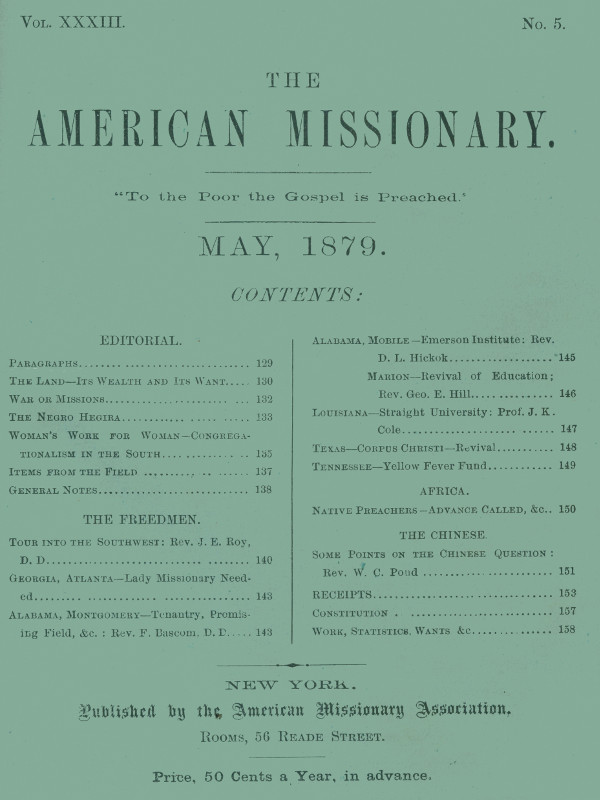 Vol. XXXIII.
No. 5.
THE
AMERICAN MISSIONARY.
“To the Poor the Gospel is Preached.”
MAY, 1879.
CONTENTS:
EDITORIAL.
Paragraphs 129
The Land—Its Wealth and Its Want 130
War or Missions 132
The Negro Hegira 133
Woman's Work for Woman—Congrega-
tionalism in the South 135
Items from the Field 137
General Notes 138
THE FREEDMEN.
Tour into the Southwest: Rev. J. E. Roy,
D. D. 140
Georgia, Atlanta—Lady Missionary Need-
ed 143
Alabama, Montgomery—Tenantry, Promis-
ing Field, &c.: Rev. F. Bascom, D. D. 143
Alabama, Mobile—Emerson Institute: Rev.
D. L. Hickok 145
Marion—Revival of Education;
Rev. Geo. E. Hill 146
Louisiana—Straight University: Prof. J. K.
Cole 147
Texas—Corpus Christi—Revival 148
Tennessee—Yellow Fever Fund 149
AFRICA.
Native Preachers—Advance Called, &c. 150
THE CHINESE.
Some Points on the Chinese Question:
Rev. W. C. Pond 151
RECEIPTS 153
Constitution 157
Work, Statistics, Wants &c. 158
NEW YORK.
Published by the American Missionary Association.
Rooms, 56 Reade Street.
Price, 50 Cents a Year, in advance.